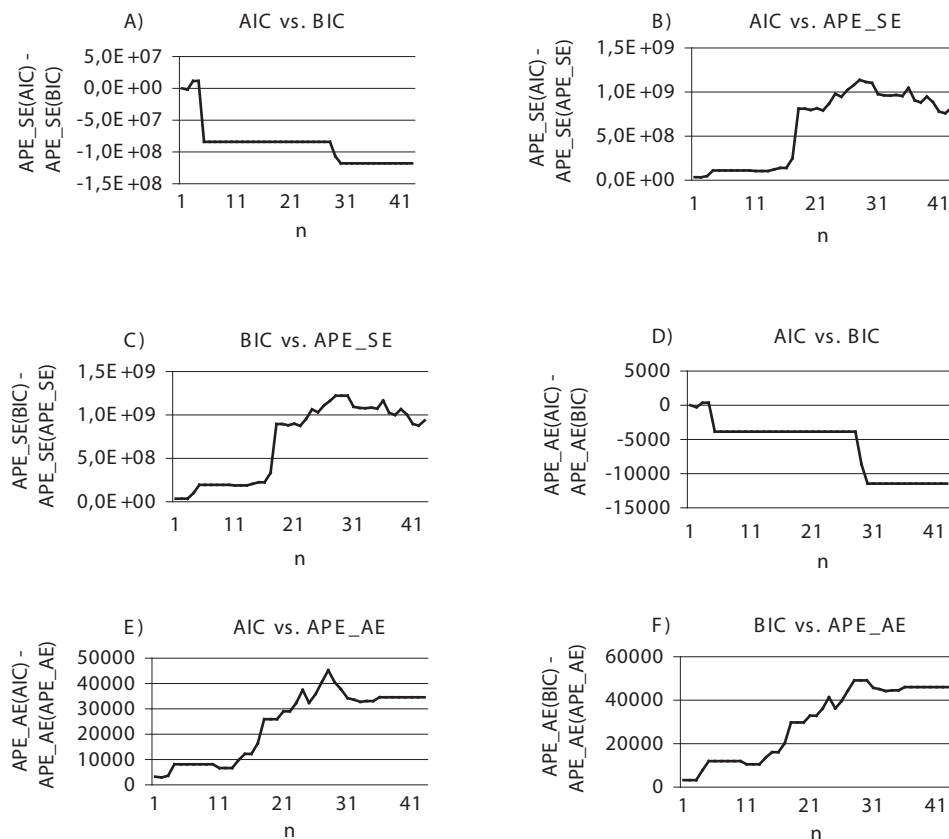 A) AIC vs. BIC
APE_SE(AIC) -
APE_SE(BIC)
5,0E +07
0,0E +00
-5,0E +07
-1,0E +08
-1,5E +08
1 11 21 31 41
n
B) AIC vs. APE_SE
APE_SE(AIC) -
APE_SE(APE_SE)
1,5E +09
1,0E +09
5,0E +08
0,0E +00
1 11 21 31 41
n
C) BIC vs. APE_SE
APE_SE(BIC) -
APE_SE(APE_SE)
1,5E +09
1,0E +09
5,0E +08
0,0E +00
1 11 21 31 41
n
D) AIC vs. BIC
APE_AE(AIC) -
APE_AE(BIC)
5000
0
-5000
-10000
-15000
1 11 21 31 41
n
E) AIC vs. APE_AE
APE_AE(AIC) -
APE_AE(APE_AE)
50000
40000
30000
20000
10000
0
1 11 21 31 41
n
F) BIC vs. APE_AE
APE_AE(BIC) -
APE_AE(APE_AE)
60000
40000
20000
0
1 11 21 31 41
n